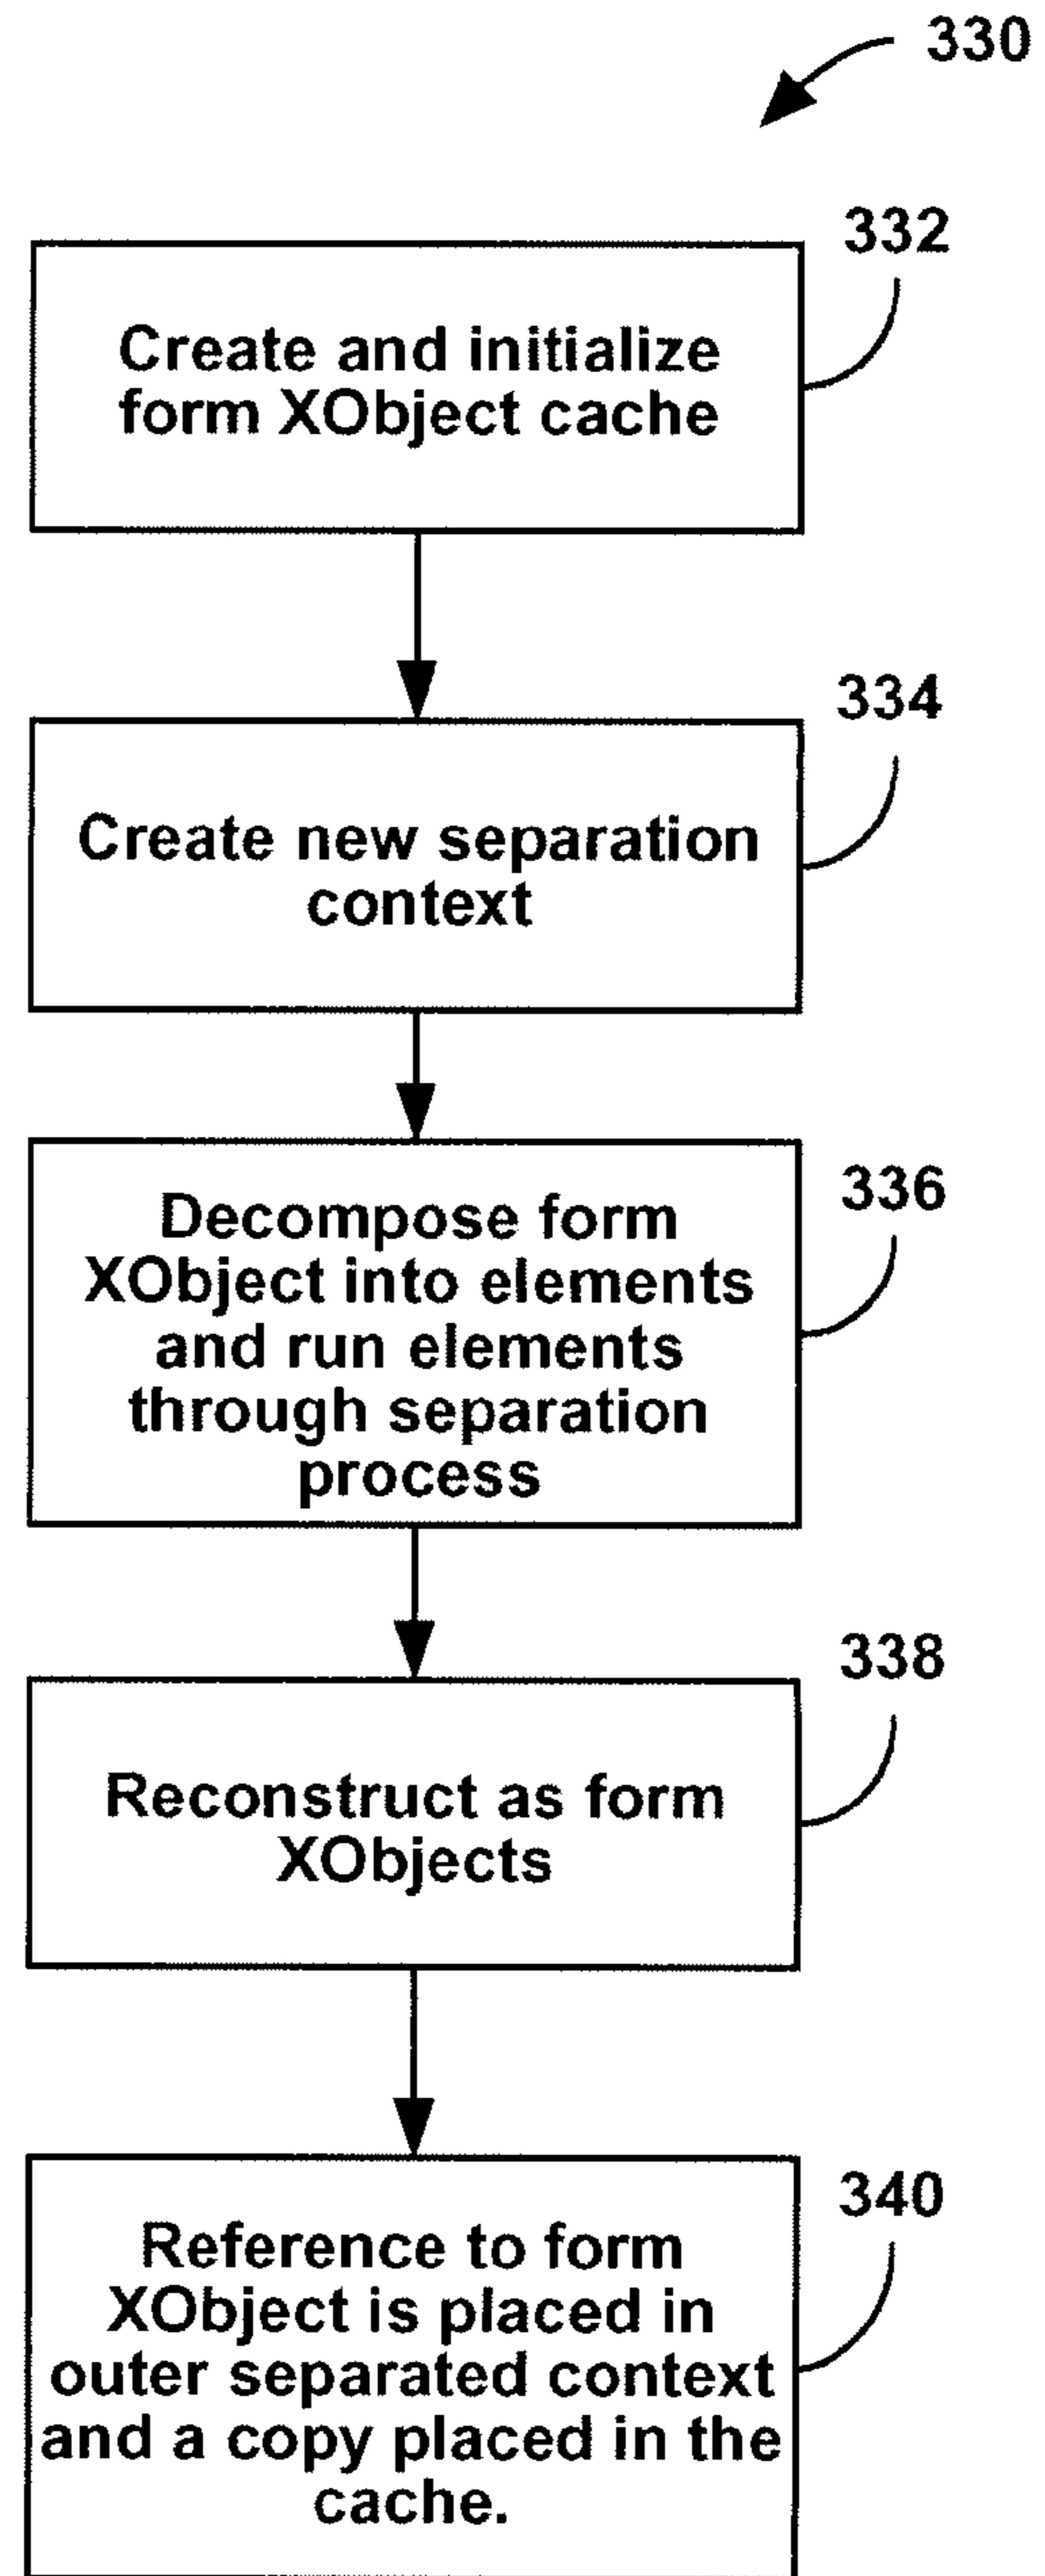 330
332
Create and initialize
form XObject cache
334
Create new separation
context
336
Decompose form
XObject into elements
and run elements
through separation
process
338
Reconstruct as form
XObjects
340
Reference to form
XObject is placed in
outer separated context
and a copy placed in the
cache.